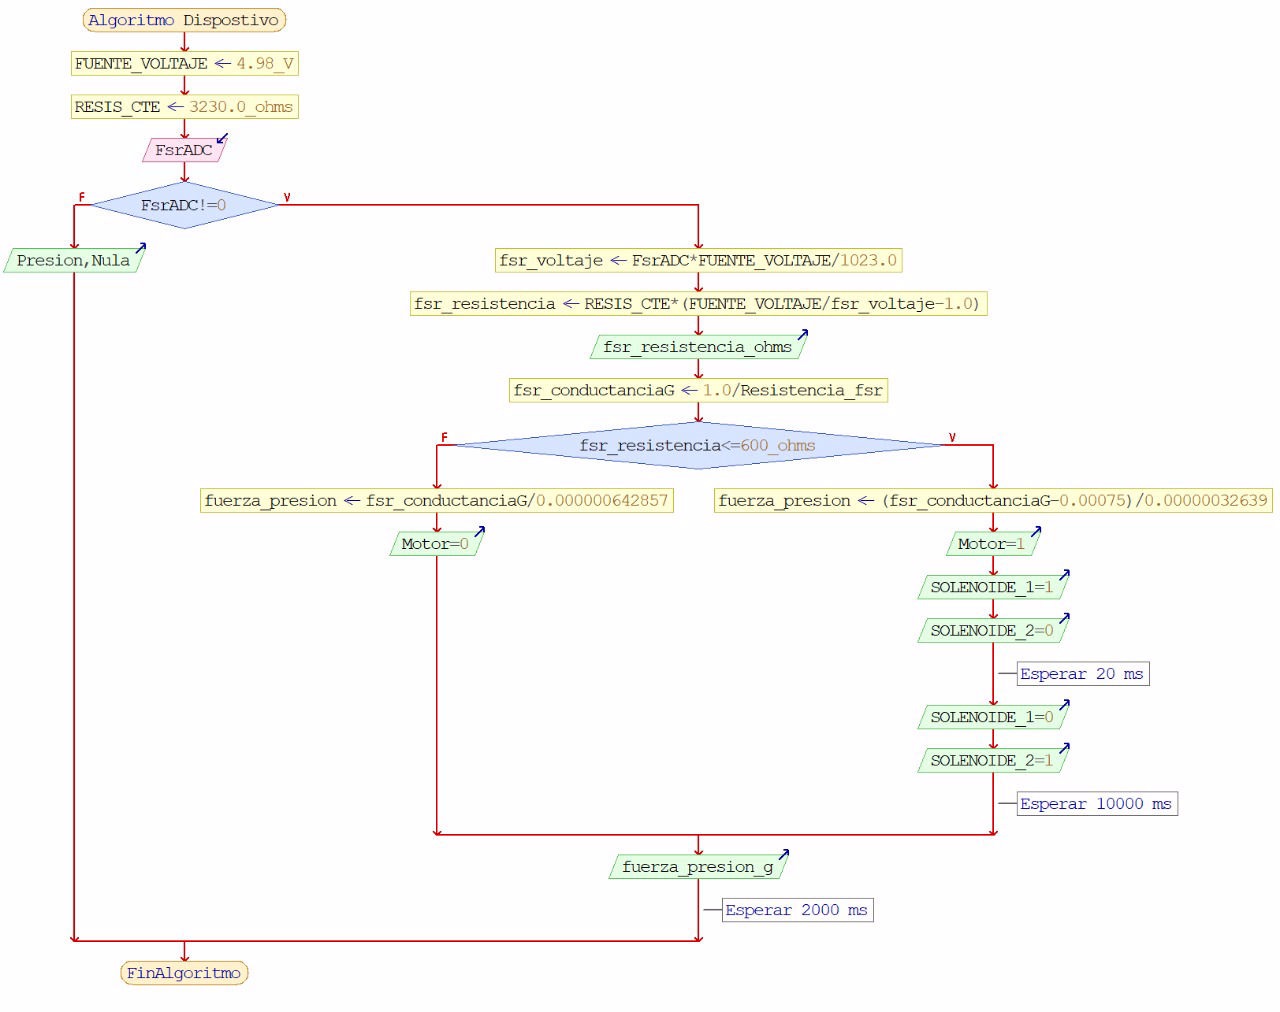 Algoritmo Dispostivo
FUENTE_VOLTAJE ← 4.98_V
RESIS_CTE ← 3230.0_ohms
FsrADC
F
FsrADC!=0
V
Presion,Nula
fsr_voltaje ← FsrADC*FUENTE_VOLTAJE/1023.0
fsr_resistencia ← RESIS_CTE*(FUENTE_VOLTAJE/fsr_voltaje-1.0)
fsr_resistencia_ohms
fsr_conductanciaG ← 1.0/Resistencia_fsr
F
fsr_resistencia<=600_ohms
V
fuerza_presion ← fsr_conductanciaG/0.000000642857
fuerza_presion ← (fsr_conductanciaG-0.00075)/0.00000032639
Motor=0
Motor=1
SOLENOIDE_1=1
SOLENOIDE_2=0
Esperar 20 ms
SOLENOIDE_1=0
SOLENOIDE_2=1
Esperar 10000 ms
fuerza_presion_g
Esperar 2000 ms
FinAlgoritmo